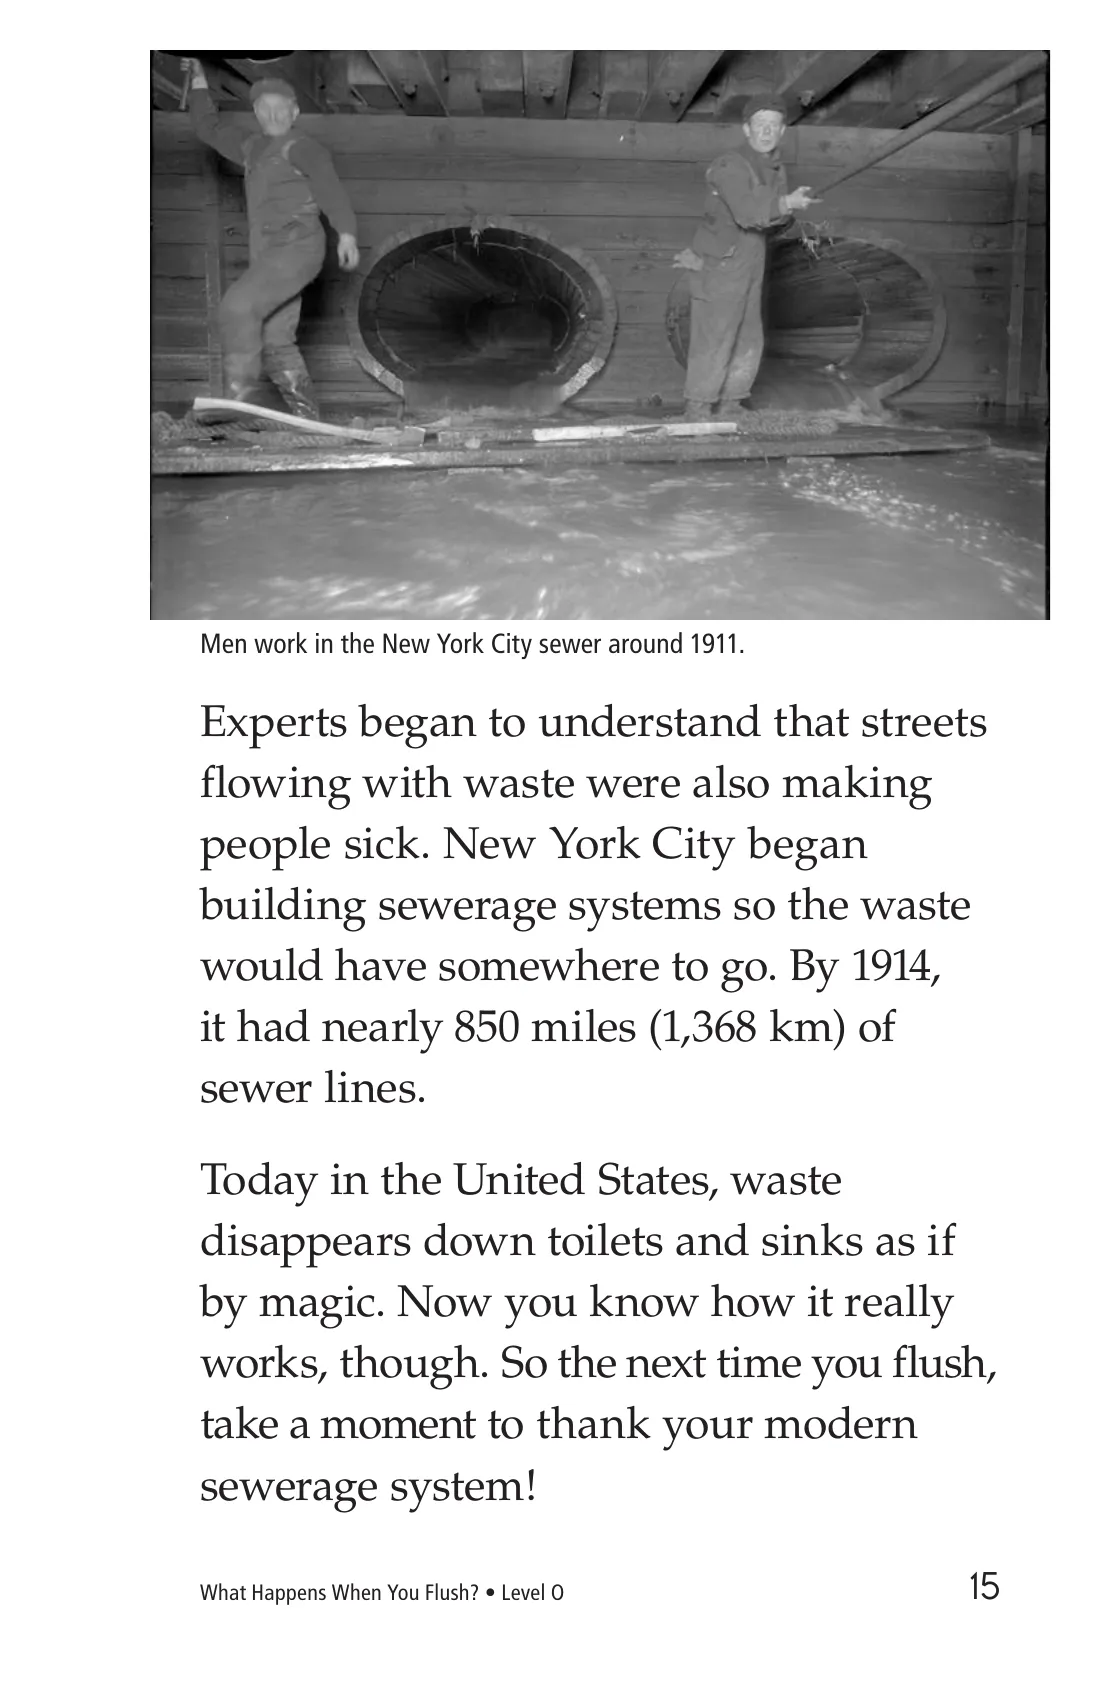 Men work in the New York City sewer around 1911.
Experts began to understand that streets
flowing with waste were also making
people sick. New York City began
building sewerage systems so the waste
would have somewhere to go. By 1914,
it had nearly 850 miles (1,368 km) of
sewer lines.
Today in the United States, waste
disappears down toilets and sinks as if
by magic. Now you know how it really
works, though. So the next time you flush,
take a moment to thank your modern
sewerage system!
What Happens When You Flush? • Level O
15